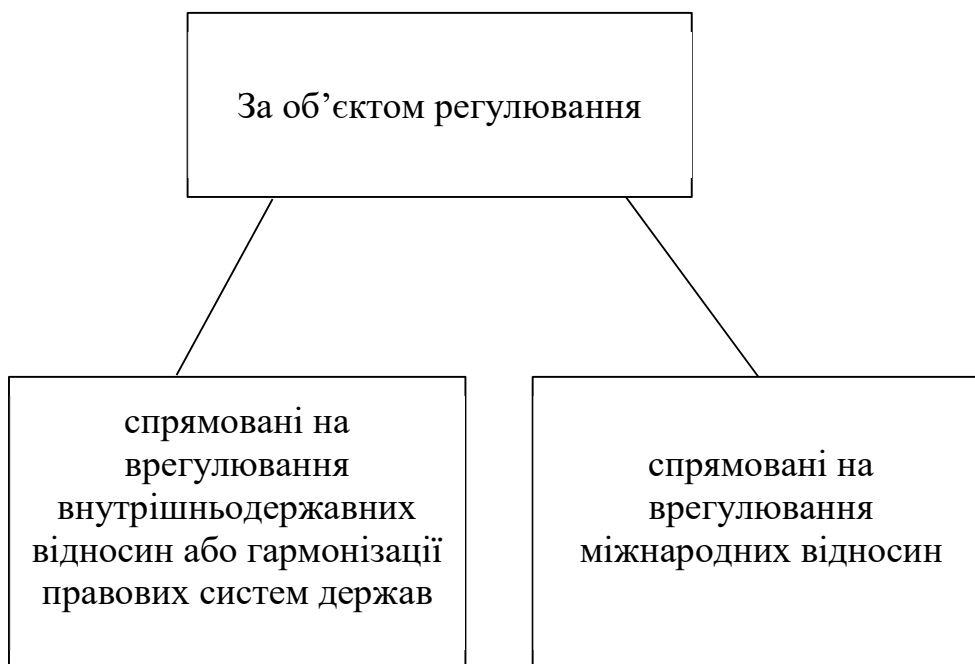 За об’єктом регулювання
спрямовані на
врегулювання
внутрішньодержавних
відносин або гармонізації
правових систем держав
спрямовані на
врегулювання
міжнародних відносин